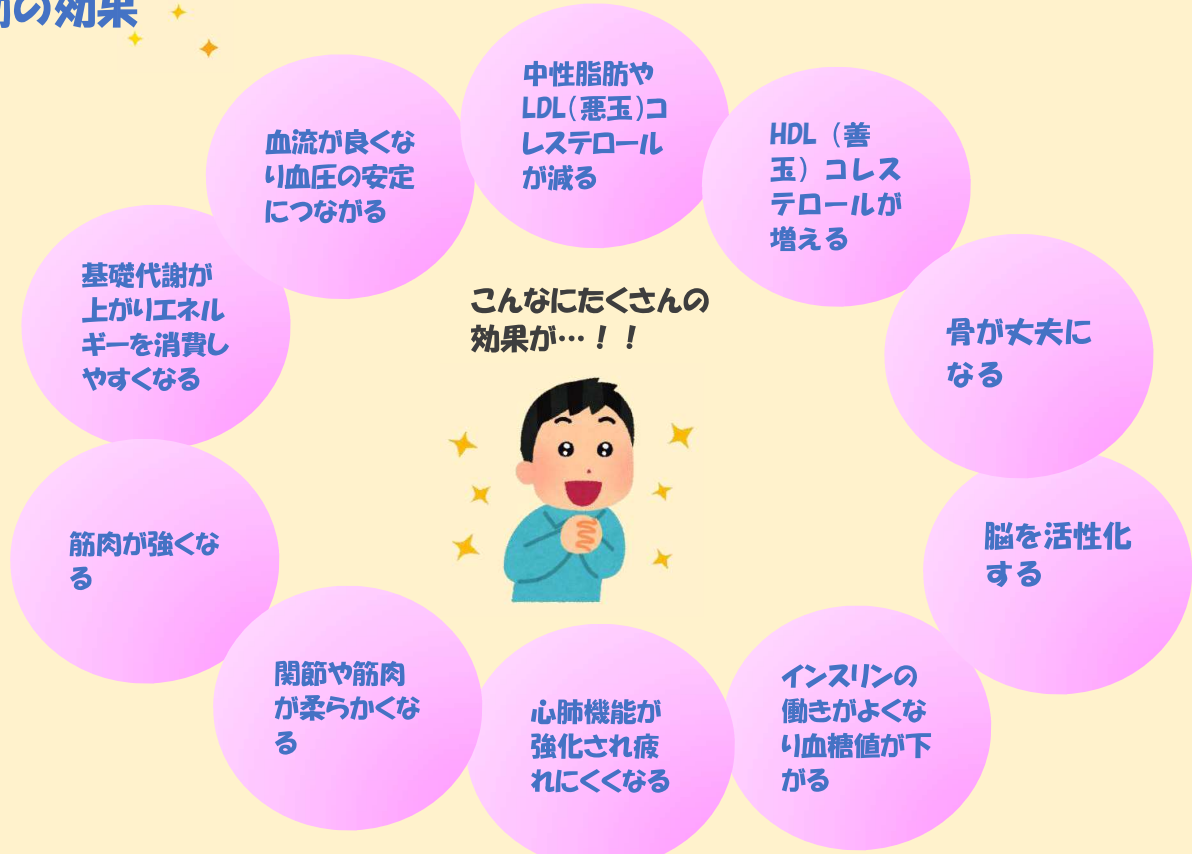 の効果
中性脂肪や
LDL(悪玉)コ
レステロール
が減る
HDL（善
玉）コレス
テロールが
増える
骨が丈夫に
なる
脳を活性化
する
インスリンの
働きがよくな
り血糖値が下
がる
心肺機能が
強化され疲
れにくくなる
関節や筋肉
が柔らかくな
る
筋肉が強くな
る
基礎代謝が
上がりエネル
ギーを消費し
やすくなる
血流が良くな
り血圧の安定
につながる
こんなにたくさんの
効果が…！！